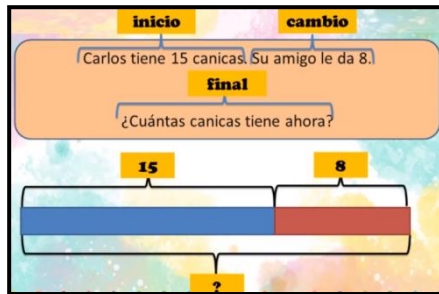 inicio cambio
Carlos tiene 15 canicas. Su amigo le da 8.
final
¿Cuántas canicas tiene ahora?
15 8
?